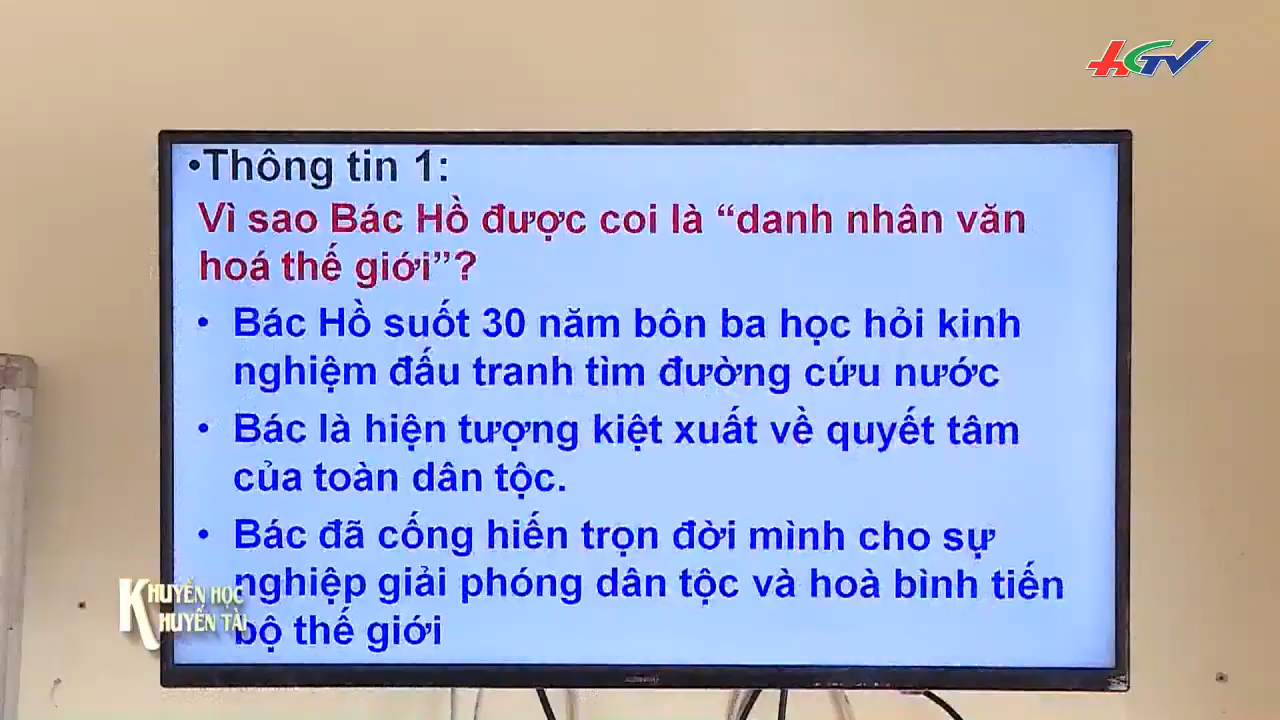 HGTV
•Thông tin 1:
Vì sao Bác Hồ được coi là “danh nhân văn
hoá thế giới”?
• Bác Hồ suốt 30 năm bôn ba học hỏi kinh
nghiệm đấu tranh tìm đường cứu nước
• Bác là hiện tượng kiệt xuất về quyết tâm
của toàn dân tộc.
• Bác đã cống hiến trọn đời mình cho sự
nghiệp giải phóng dân tộc và hoà bình tiến
bộ thế giới
KHUYẾN HỌC
KHUYẾN TÀI